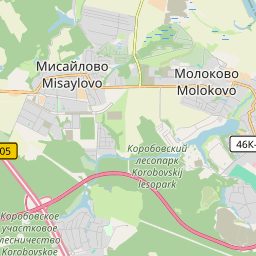 Мисайлово
Misaylovo
Молоково
Molokovo
46К-
05
Коробовский
лесопарк
Korobovskij
lesopark
Коробовское
участковое
лесничество
Korobovskoe